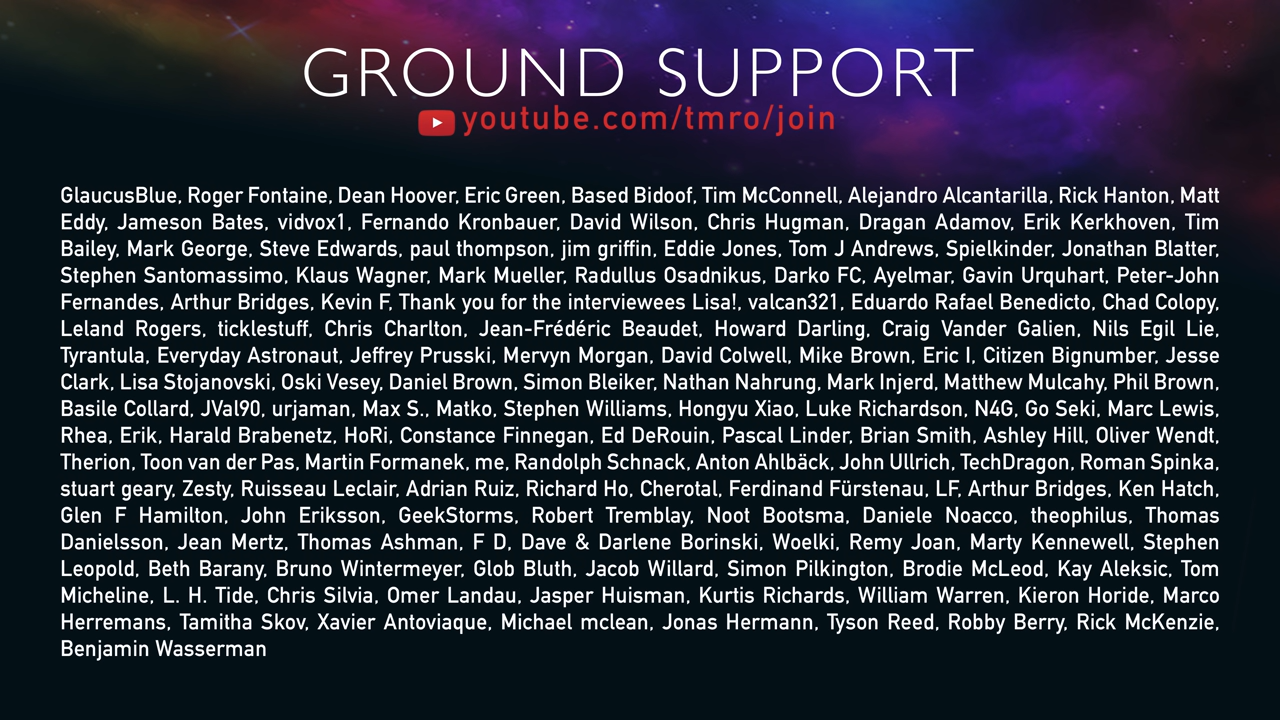 GROUND SUPPORT
youtube.com/tmro/join
GlaucusBlue, Roger Fontaine, Dean Hoover, Eric Green, Based Bidoof, Tim McConnell, Alejandro Alcantarilla, Rick Hanton, Matt
Eddy, Jameson Bates, vidvox1, Fernando Kronbauer, David Wilson, Chris Hugman, Dragan Adamov, Erik Kerkhoven, Tim
Bailey, Mark George, Steve Edwards, paul thompson, jim griffin, Eddie Jones, Tom J Andrews, Spielkinder, Jonathan Blatter,
Stephen Santomassimo, Klaus Wagner, Mark Mueller, Radullus Osadnikus, Darko FC, Ayelmar, Gavin Urquhart, Peter-John
Fernandes, Arthur Bridges, Kevin F, Thank you for the interviewees Lisa!, valcan321, Eduardo Rafael Benedicto, Chad Colopy,
Leland Rogers, ticklestuff, Chris Charlton, Jean-Frédéric Beaudet, Howard Darling, Craig Vander Galien, Nils Egil Lie,
Tyrantula, Everyday Astronaut, Jeffrey Prusski, Mervyn Morgan, David Colwell, Mike Brown, Eric I, Citizen Bignumber, Jesse
Clark, Lisa Stojanovski, Oski Vesey, Daniel Brown, Simon Bleiker, Nathan Nahrung, Mark Injerd, Matthew Mulcahy, Phil Brown,
Basile Collard, JVal90, urjaman, Max S., Matko, Stephen Williams, Hongyu Xiao, Luke Richardson, N4G, Go Seki, Marc Lewis,
Rhea, Erik, Harald Brabenetz, HoRi, Constance Finnegan, Ed DeRouin, Pascal Linder, Brian Smith, Ashley Hill, Oliver Wendt,
Therion, Toon van der Pas, Martin Formanek, me, Randolph Schnack, Anton Ahlbäck, John Ullrich, TechDragon, Roman Spinka,
stuart geary, Zesty, Ruisseau Leclair, Adrian Ruiz, Richard Ho, Cherotal, Ferdinand Fürstenau, LF, Arthur Bridges, Ken Hatch,
Glen F Hamilton, John Eriksson, GeekStorms, Robert Tremblay, Noot Bootsma, Daniele Noacco, theophilus, Thomas
Danielsson, Jean Mertz, Thomas Ashman, F D, Dave & Darlene Borinski, Woelki, Remy Joan, Marty Kennewell, Stephen
Leopold, Beth Barany, Bruno Wintermeyer, Glob Bluth, Jacob Willard, Simon Pilkington, Brodie McLeod, Kay Aleksic, Tom
Micheline, L. H. Tide, Chris Silvia, Omer Landau, Jasper Huisman, Kurtis Richards, William Warren, Kieron Horide, Marco
Herremans, Tamitha Skov, Xavier Antoviaque, Michael mclean, Jonas Hermann, Tyson Reed, Robby Berry, Rick McKenzie,
Benjamin Wasserman